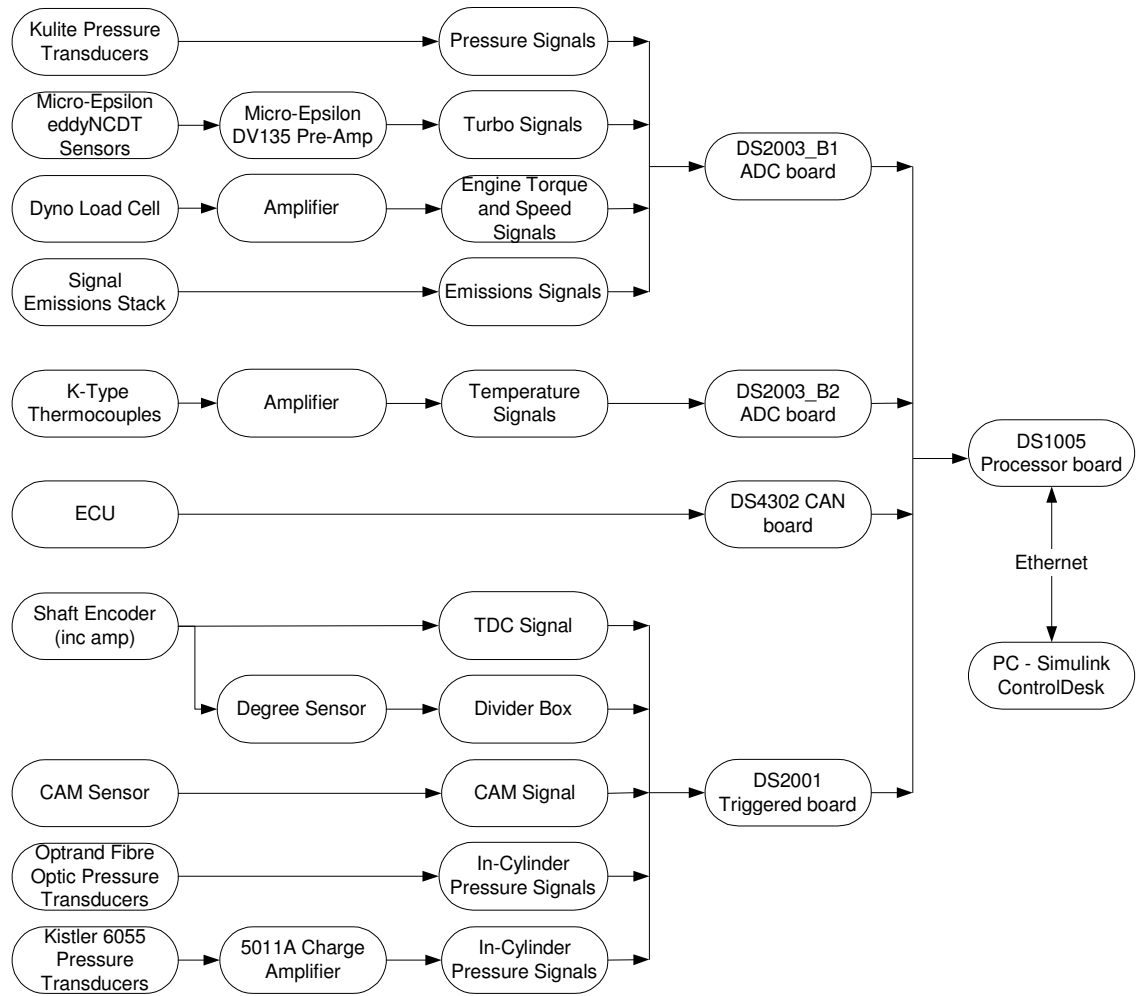 Kulite Pressure
Transducers
Pressure Signals
Micro-Epsilon
eddyNCDT
Sensors
Micro-Epsilon
DV135 Pre-Amp
Turbo Signals
DS2003_B1
ADC board
Dyno Load Cell
Amplifier
Engine Torque
and Speed
Signals
Signal
Emissions Stack
Emissions Signals
K-Type
Thermocouples
Amplifier
Temperature
Signals
DS2003_B2
ADC board
DS1005
Processor board
ECU
DS4302 CAN
board
Ethernet
Shaft Encoder
(inc amp)
TDC Signal
PC - Simulink
ControlDesk
Degree Sensor
Divider Box
CAM Sensor
CAM Signal
DS2001
Triggered board
Optrand Fibre
Optic Pressure
Transducers
In-Cylinder
Pressure Signals
Kistler 6055
Pressure
Transducers
5011A Charge
Amplifier
In-Cylinder
Pressure Signals